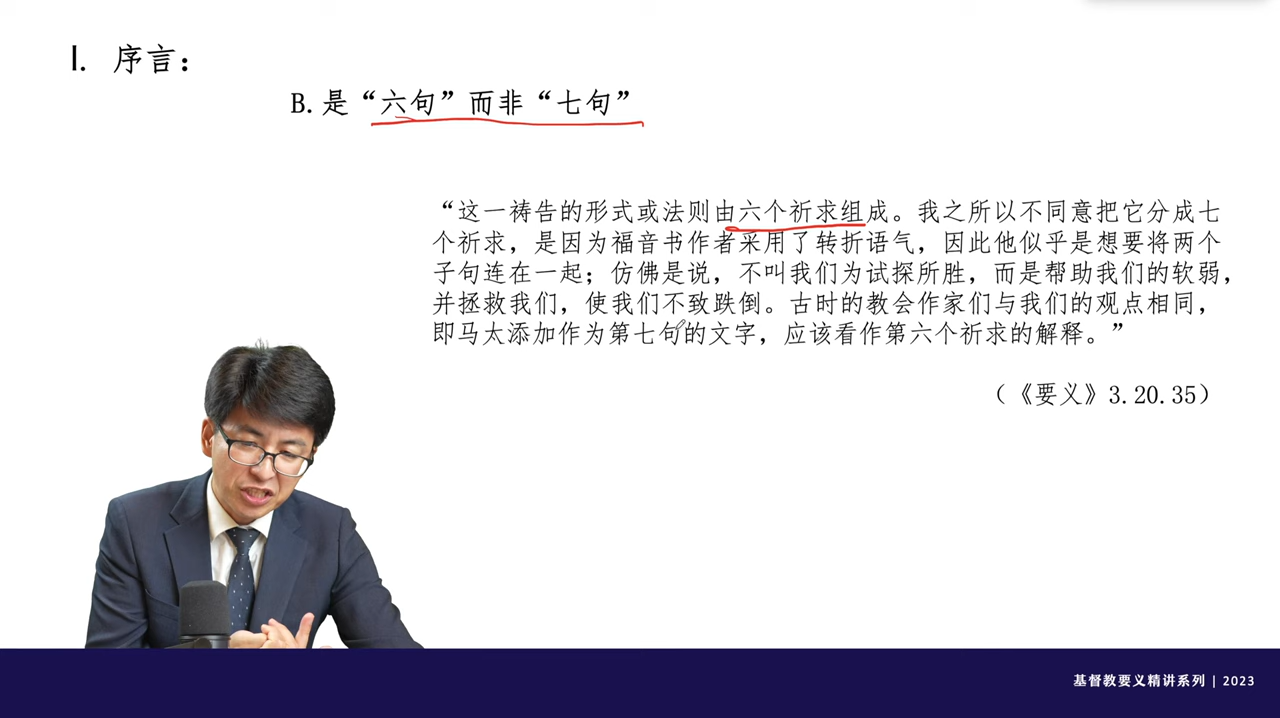 I. 序言：
B.是“六句”而非“七句”
“这一祷告的形式或法则由六个祈求组成。我之所以不同意把它分成七
个祈求，是因为福音书作者采用了转折语气，因此他似乎是想要将两个
子句连在一起；仿佛是说，不叫我们为试探所胜，而是帮助我们的软弱，
并拯救我们，使我们不致跌倒。古时的教会作家们与我们的观点相同，
即马太添加作为第七句的文字，应该看作第六个祈求的解释。”
（《要义》3.20.35）
基督教要义精讲系列 | 2023